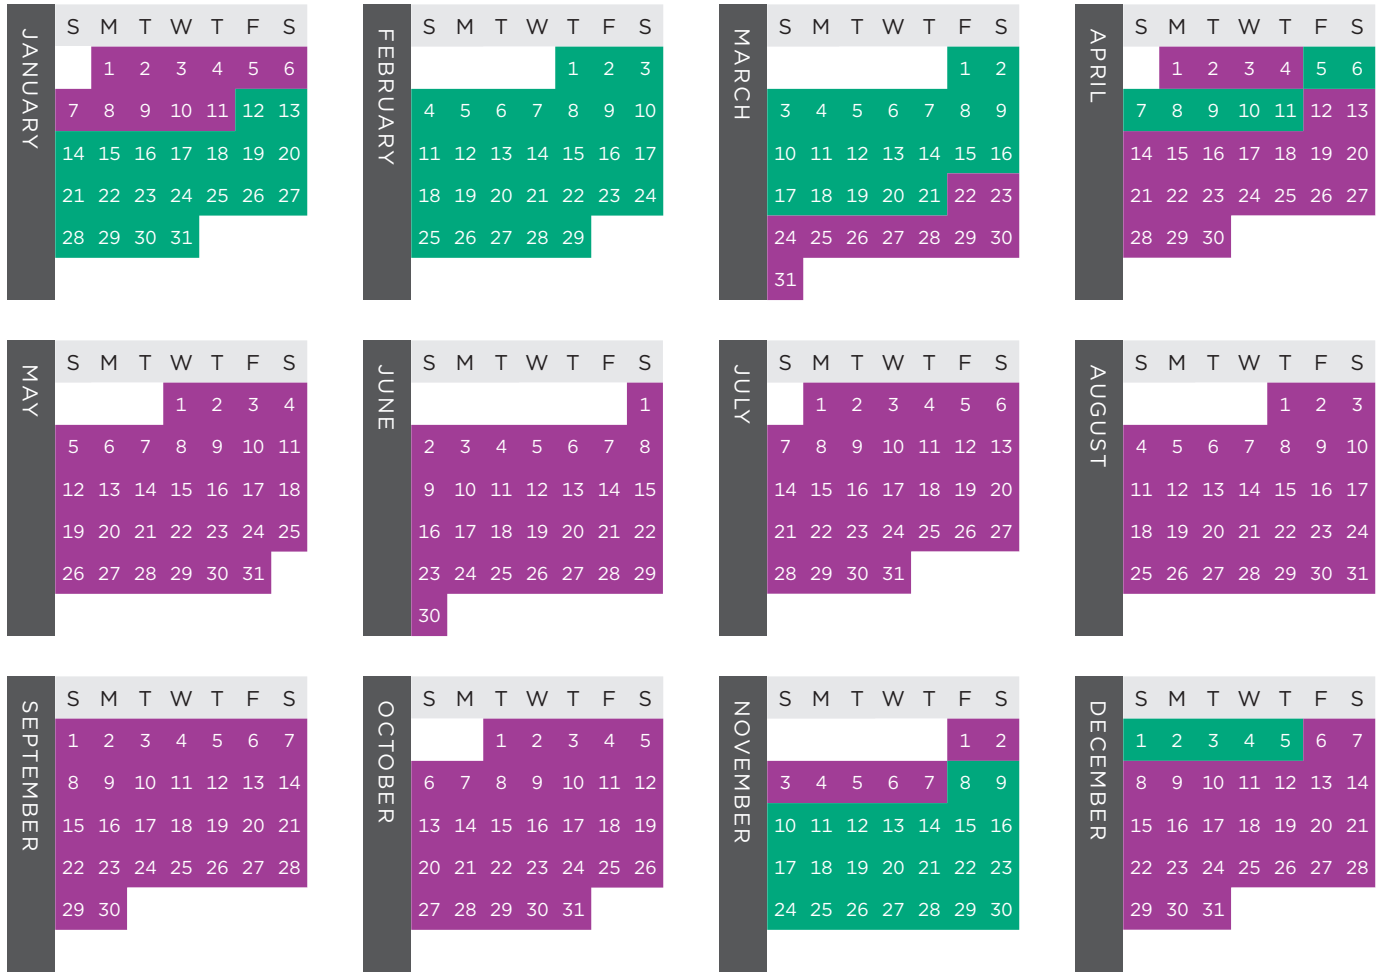 JANUARY
S M T W T F S
1 2 3 4 5 6
7 8 9 10 11 12 13
14 15 16 17 18 19 20
21 22 23 24 25 26 27
28 29 30 31
FEBRUARY
S M T W T F S
1 2 3
4 5 6 7 8 9 10
11 12 13 14 15 16 17
18 19 20 21 22 23 24
25 26 27 28 29
MARCH
S M T W T F S
1 2
3 4 5 6 7 8 9
10 11 12 13 14 15 16
17 18 19 20 21 22 23
24 25 26 27 28 29 30
31
APRIL
S M T W T F S
1 2 3 4 5 6
7 8 9 10 11 12 13
14 15 16 17 18 19 20
21 22 23 24 25 26 27
28 29 30
MAY
S M T W T F S
1 2 3 4
5 6 7 8 9 10 11
12 13 14 15 16 17 18
19 20 21 22 23 24 25
26 27 28 29 30 31
JUNE
S M T W T F S
1
2 3 4 5 6 7 8
9 10 11 12 13 14 15
16 17 18 19 20 21 22
23 24 25 26 27 28 29
30
JULY
S M T W T F S
1 2 3 4 5 6
7 8 9 10 11 12 13
14 15 16 17 18 19 20
21 22 23 24 25 26 27
28 29 30 31
AUGUST
S M T W T F S
1 2 3
4 5 6 7 8 9 10
11 12 13 14 15 16 17
18 19 20 21 22 23 24
25 26 27 28 29 30 31
SEPTEMBER
S M T W T F S
1 2 3 4 5 6 7
8 9 10 11 12 13 14
15 16 17 18 19 20 21
22 23 24 25 26 27 28
29 30
OCTOBER
S M T W T F S
1 2 3 4 5
6 7 8 9 10 11 12
13 14 15 16 17 18 19
20 21 22 23 24 25 26
27 28 29 30 31
NOVEMBER
S M T W T F S
1 2
3 4 5 6 7 8 9
10 11 12 13 14 15 16
17 18 19 20 21 22 23
24 25 26 27 28 29 30
DECEMBER
S M T W T F S
1 2 3 4 5 6 7
8 9 10 11 12 13 14
15 16 17 18 19 20 21
22 23 24 25 26 27 28
29 30 31